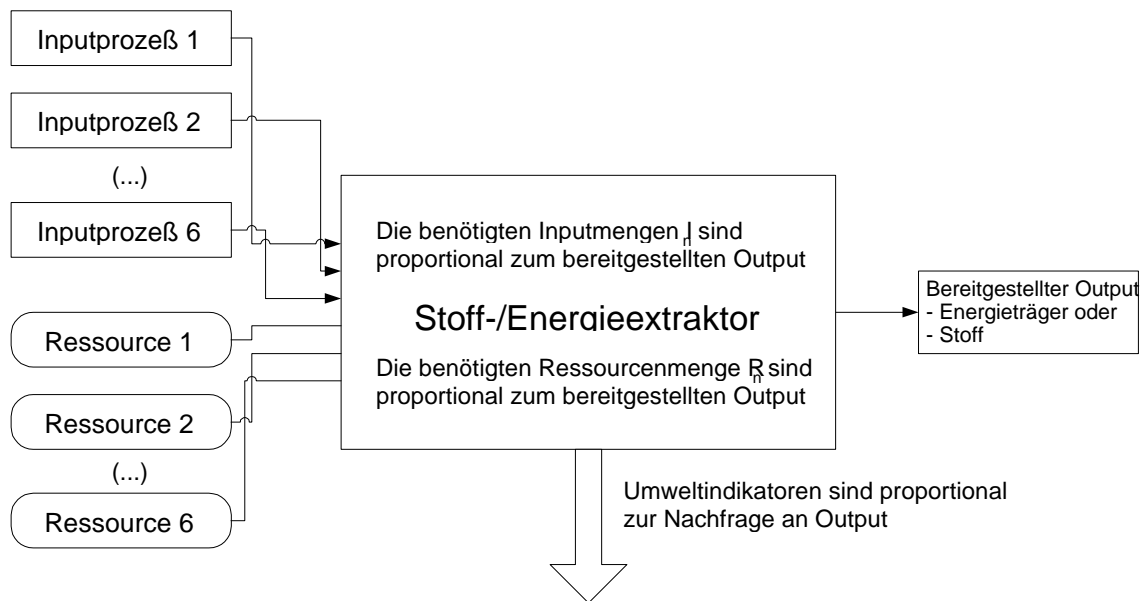 Inputprozeß 1
Inputprozeß 2
(...)
Inputprozeß 6
Ressource 1
Ressource 2
(...)
Ressource 6
Die benötigten Inputmengen Iₙ sind
proportional zum bereitgestellten Output
Stoff-/Energieextraktor
Die benötigten Ressourcenmenge Rₙ sind
proportional zum bereitgestellten Output
Bereitgestellter Output
- Energieträger oder
- Stoff
Umweltindikatoren sind proportional
zur Nachfrage an Output